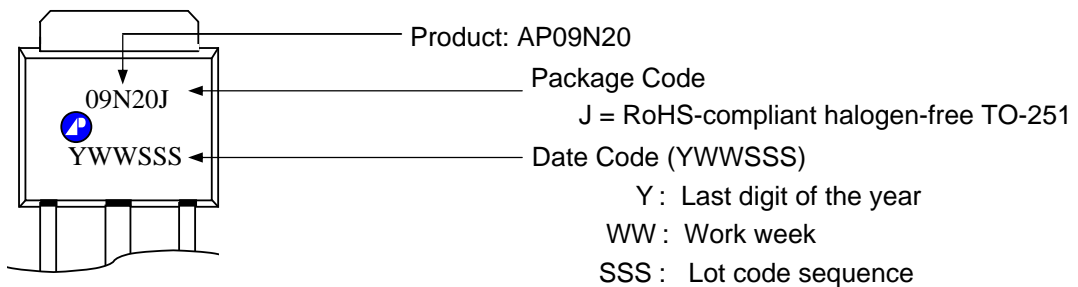 Product: AP09N20
Package Code
09N20J
J = RoHS-compliant halogen-free TO-251
AP
YWWSSS
Date Code (YWWSSS)
Y : Last digit of the year
WW : Work week
SSS : Lot code sequence